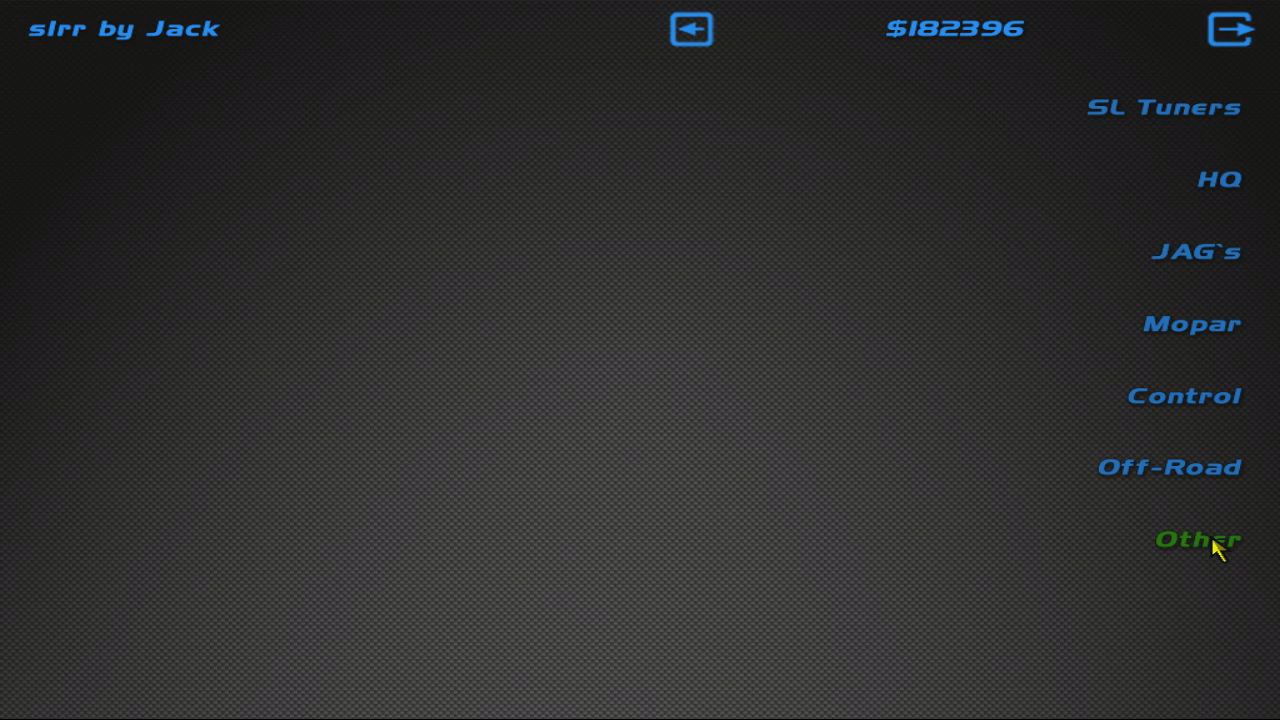 slrr by Jack
$182396
SL Tuners
HQ
JAG`s
Mopar
Control
Off-Road
Other